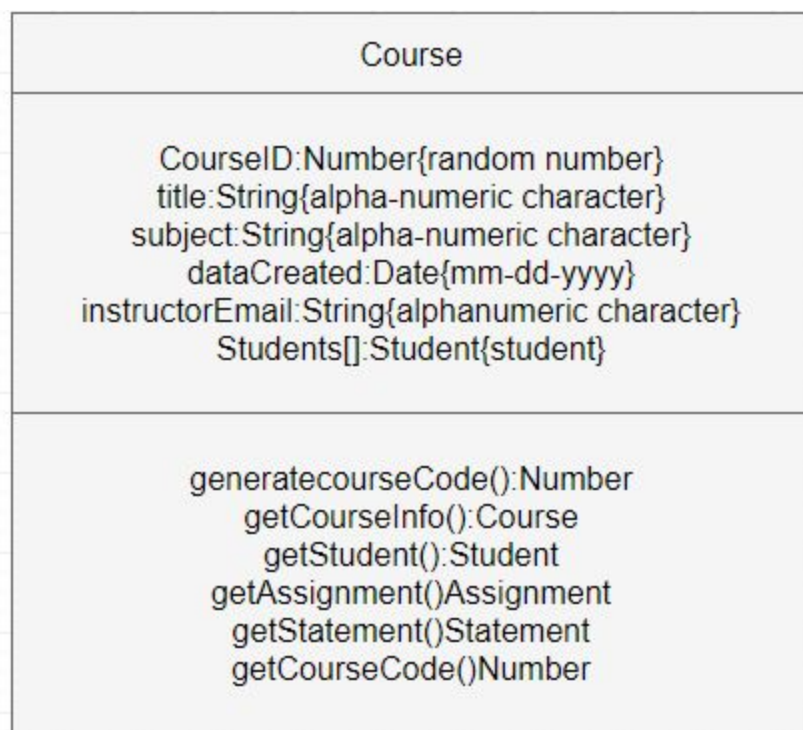 Course
CourseID:Number{random number}
title:String{alpha-numeric character}
subject:String{alpha-numeric character}
dataCreated:Date{mm-dd-yyyy}
instructorEmail:String{alphanumeric character}
Students[]:Student{student}
generatecourseCode():Number
getCourseInfo():Course
getStudent():Student
getAssignment()Assignment
getStatement()Statement
getCourseCode()Number